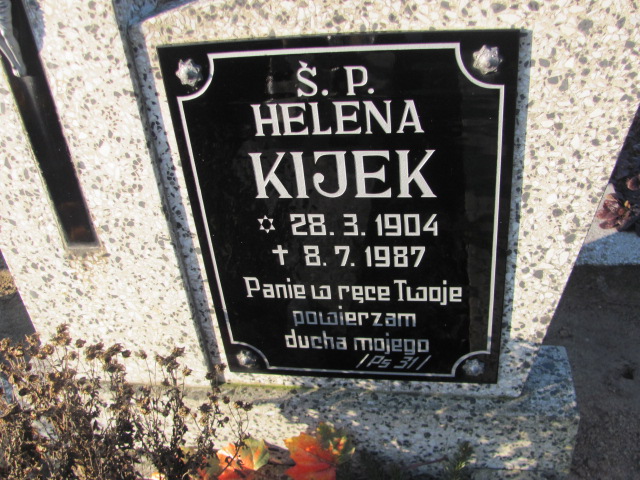 Š. P.
HELENA
KIJEK
✡ 28. 3. 1904
✝ 8. 7. 1987
Panie w ręce Twoje
powierzam
ducha mojego
/Ps 31/